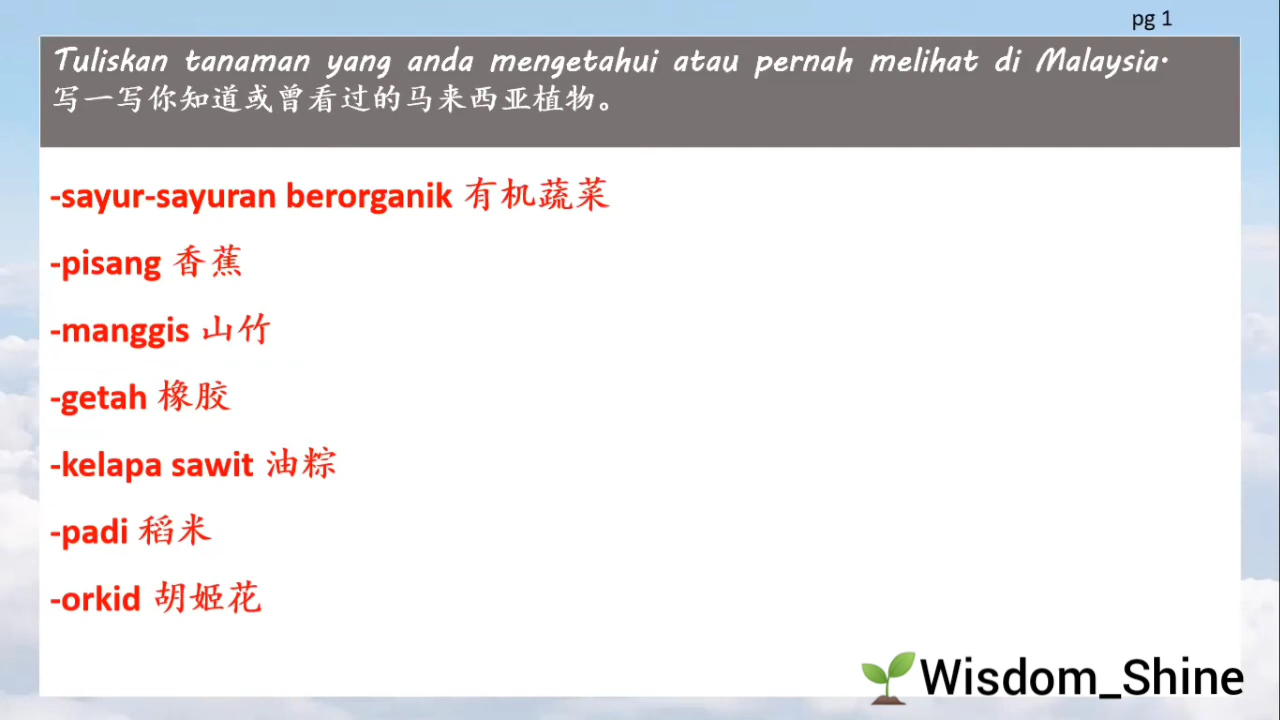 pg 1
Tuliskan tanaman yang anda mengetahui atau pernah melihat di Malaysia.
写一写你知道或曾看过的马来西亚植物。
-sayur-sayuran berorganik 有机蔬菜
-pisang 香蕉
-manggis 山竹
-getah 橡胶
-kelapa sawit 油粽
-padi 稻米
-orkid 胡姬花
Wisdom_Shine